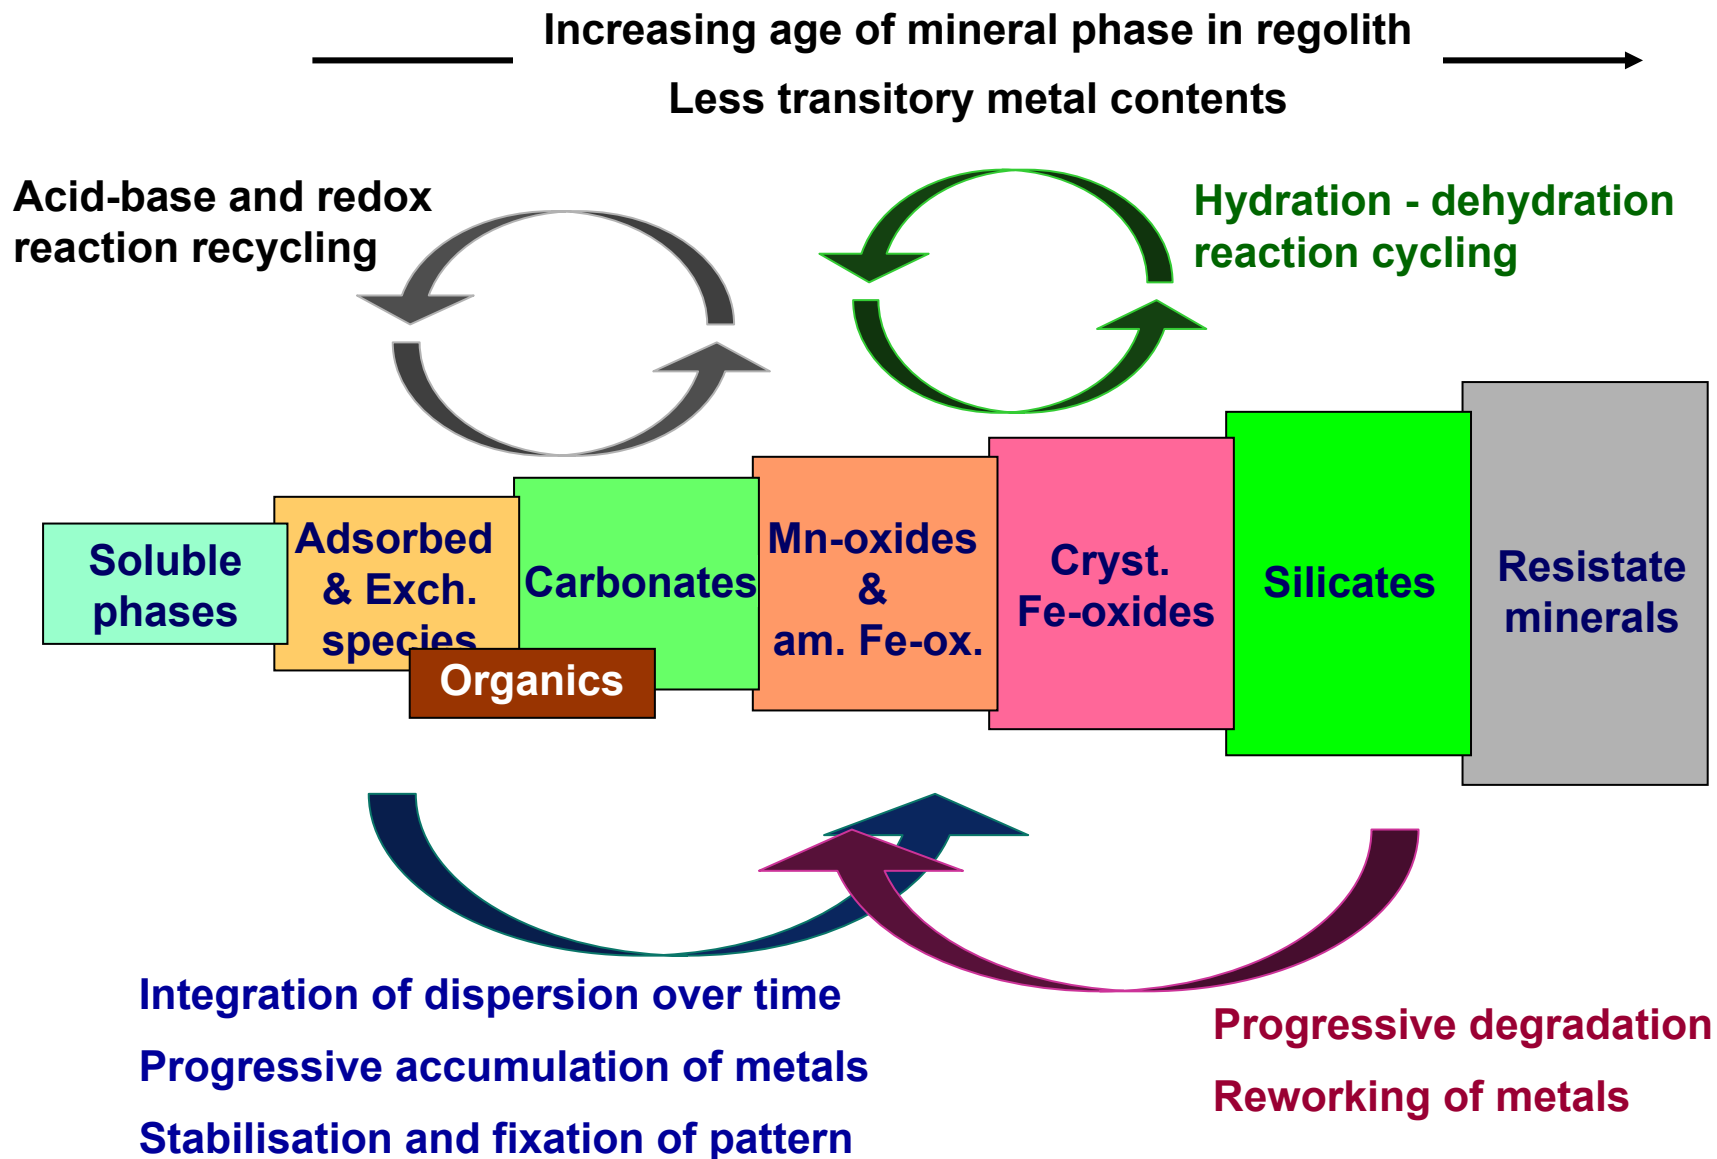 Increasing age of mineral phase in regolith
Less transitory metal contents
Acid-base and redox
reaction recycling
Hydration - dehydration
reaction cycling
Soluble
phases
Adsorbed
& Exch.
species
Organics
Carbonates
Mn-oxides
&
am. Fe-ox.
Cryst.
Fe-oxides
Silicates
Resistate
minerals
Integration of dispersion over time
Progressive accumulation of metals
Stabilisation and fixation of pattern
Progressive degradation
Reworking of metals